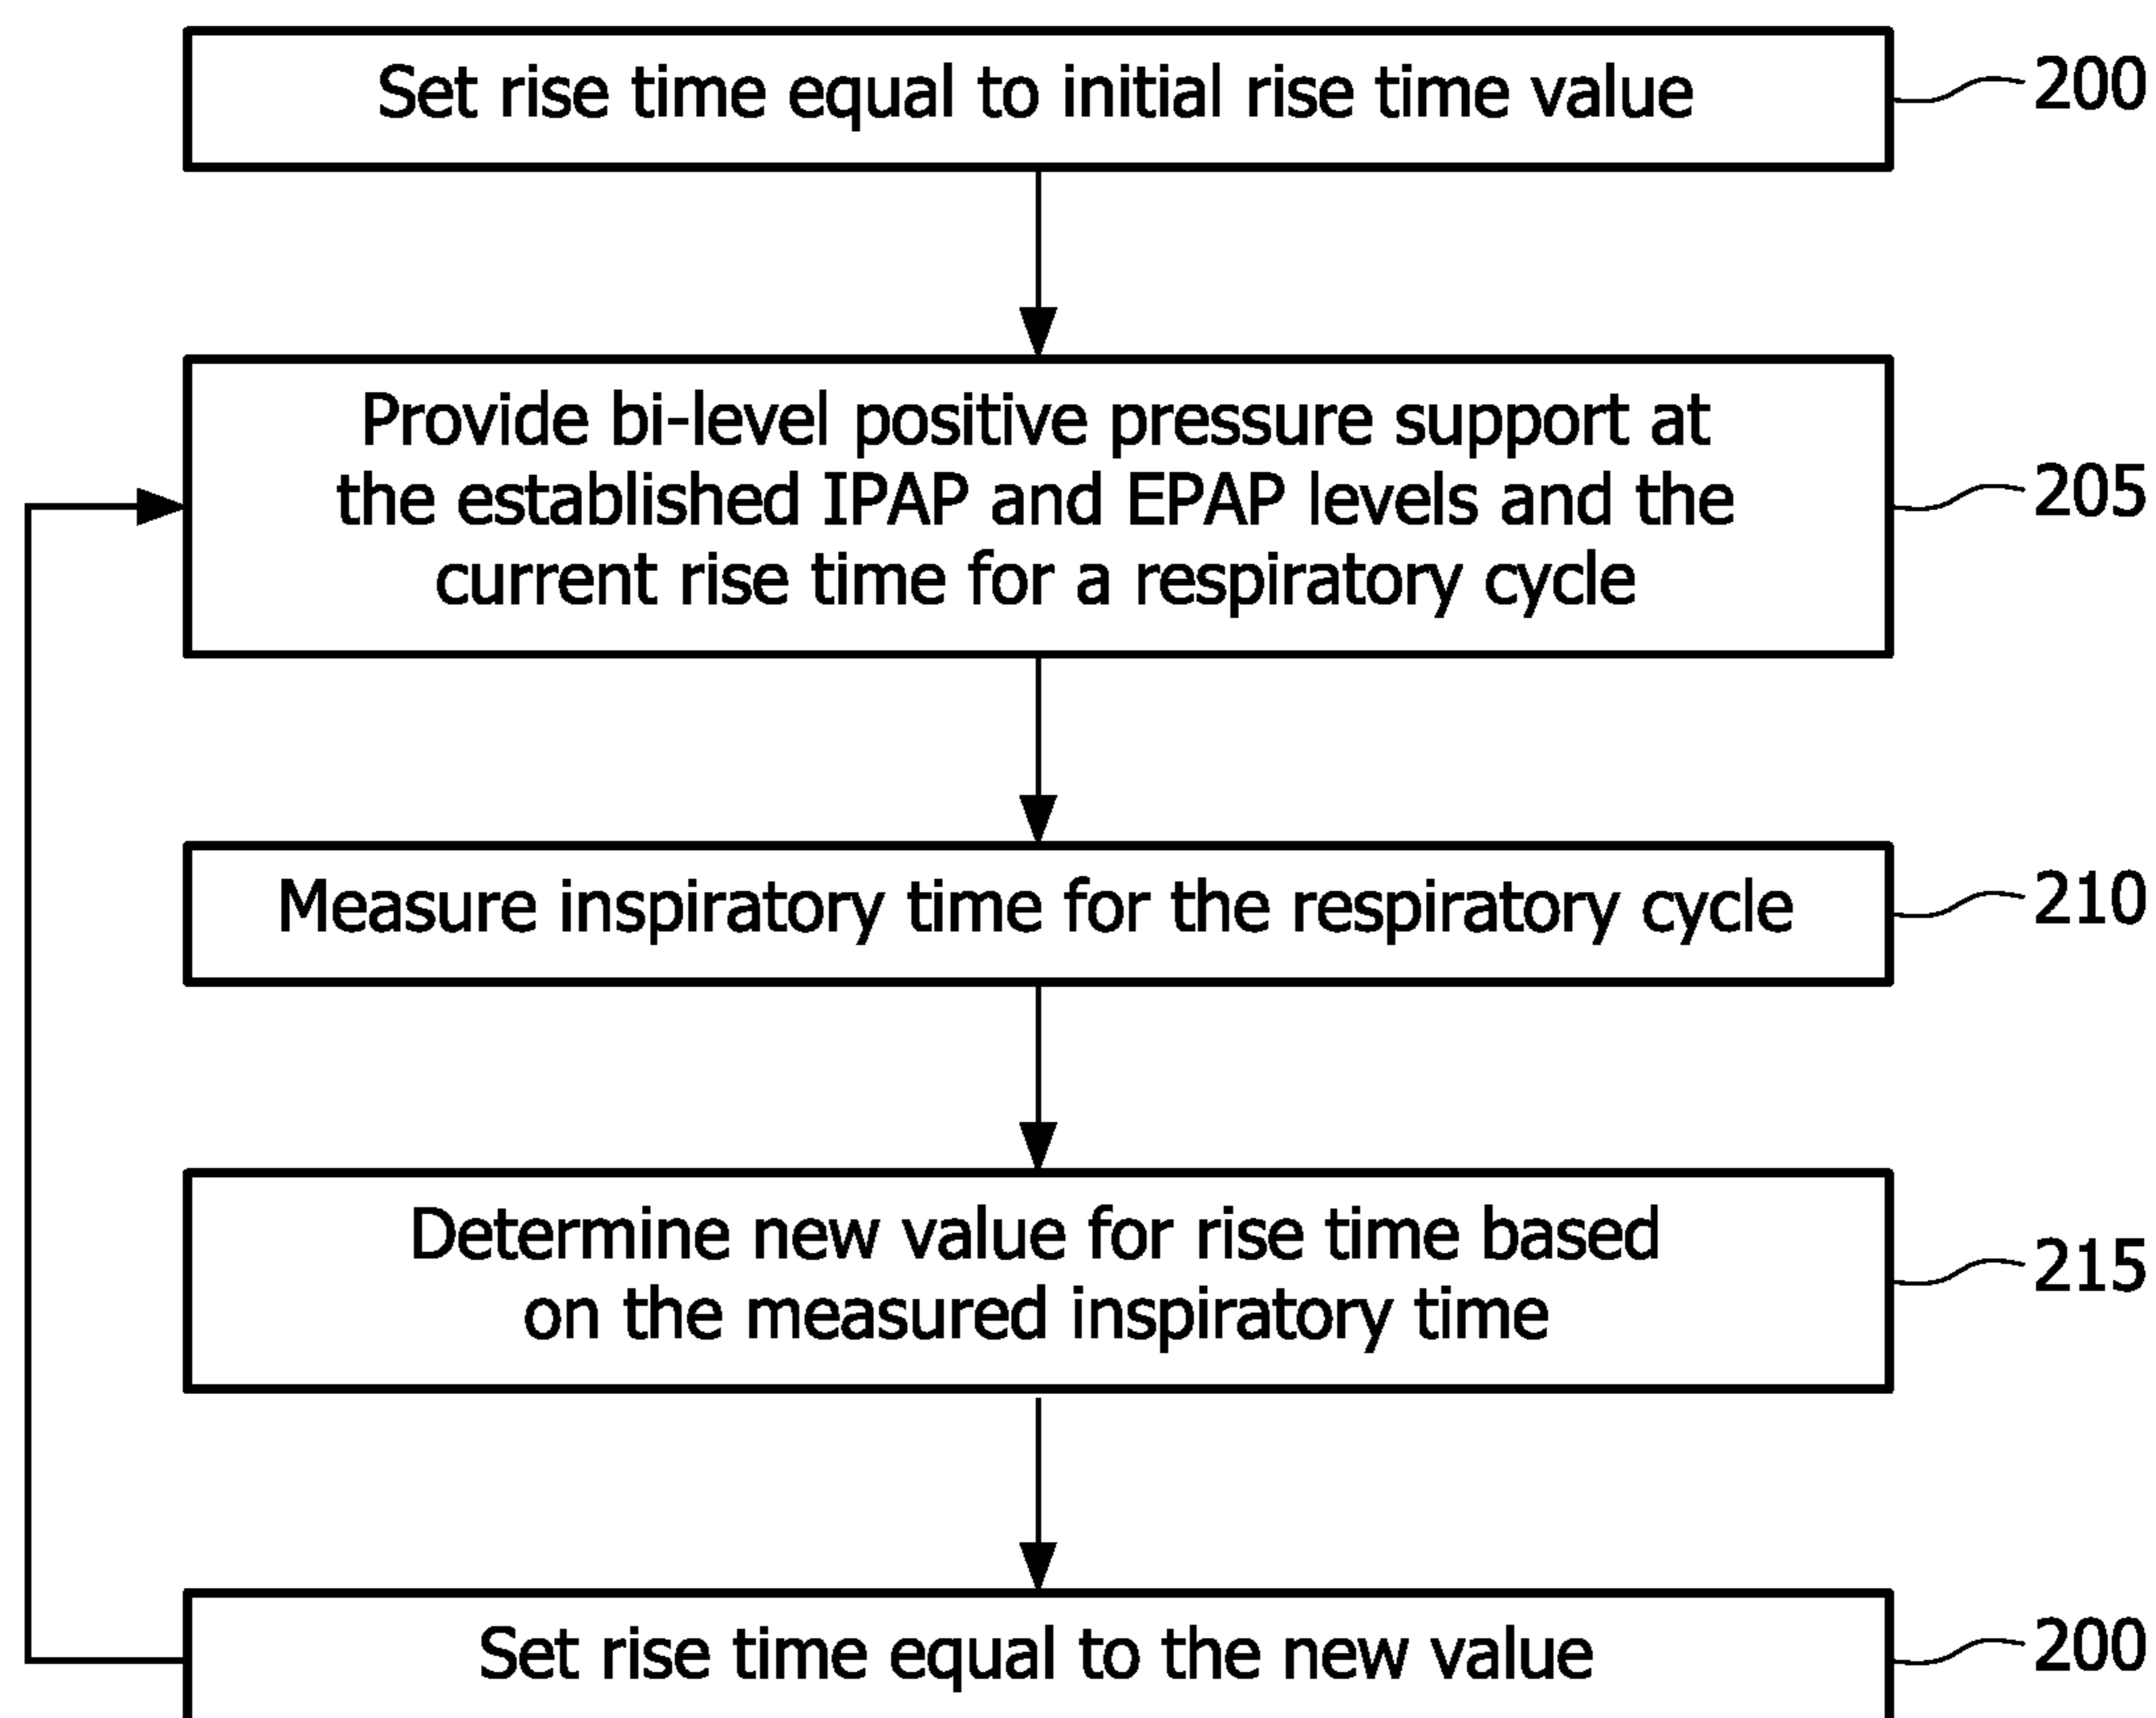 Set rise time equal to initial rise time value
200
Provide bi-level positive pressure support at
the established IPAP and EPAP levels and the
current rise time for a respiratory cycle
205
Measure inspiratory time for the respiratory cycle
210
Determine new value for rise time based
on the measured inspiratory time
215
Set rise time equal to the new value
200